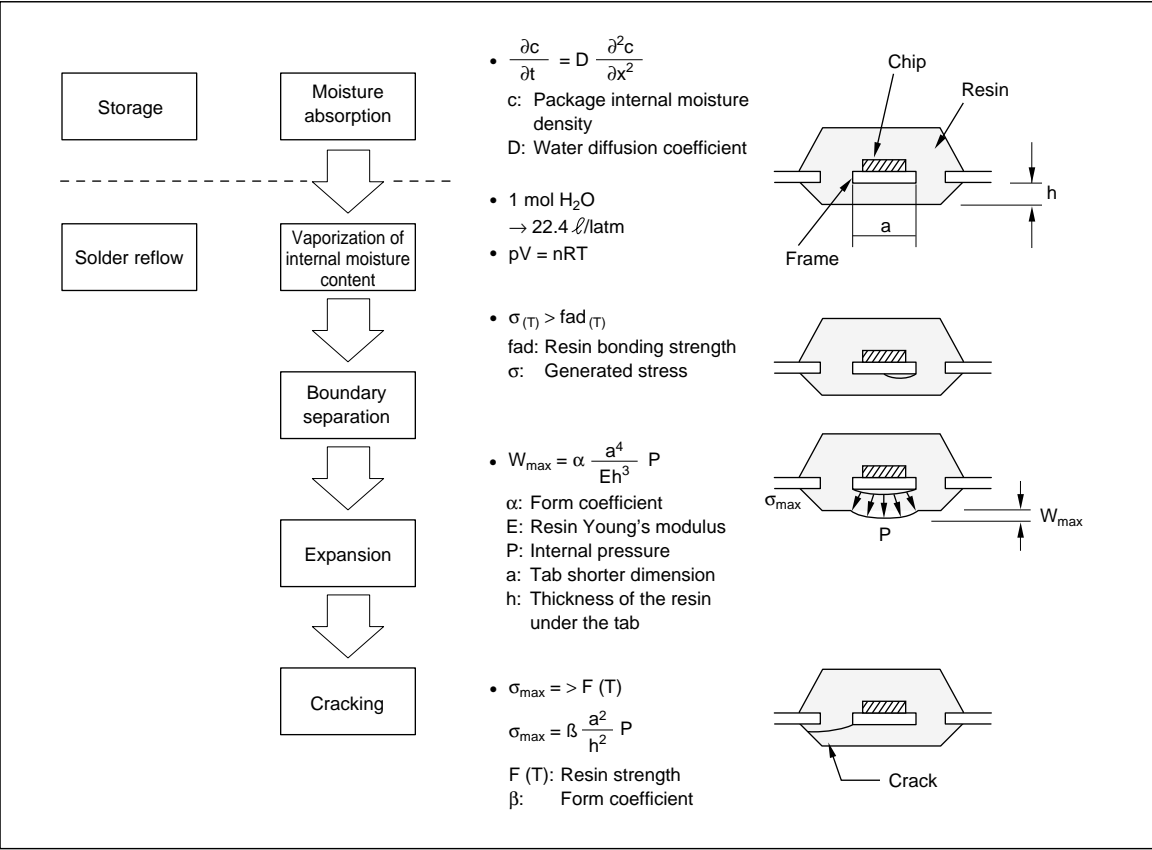 Storage
Moisture
absorption
• ∂c/∂t = D ∂²c/∂x²
c: Package internal moisture
density
D: Water diffusion coefficient
Chip
Resin
h
a
Frame
Solder reflow
Vaporization of
internal moisture
content
• 1 mol H₂O
→ 22.4 ℓ/latm
• pV = nRT
• σ (T) > fad (T)
fad: Resin bonding strength
σ: Generated stress
Boundary
separation
• Wmax = α a⁴/Eh³ P
α: Form coefficient
E: Resin Young's modulus
P: Internal pressure
a: Tab shorter dimension
h: Thickness of the resin
under the tab
σmax
P
Wmax
Expansion
Cracking
• σmax = > F (T)
σmax = ß a²/h² P
F (T): Resin strength
β: Form coefficient
Crack